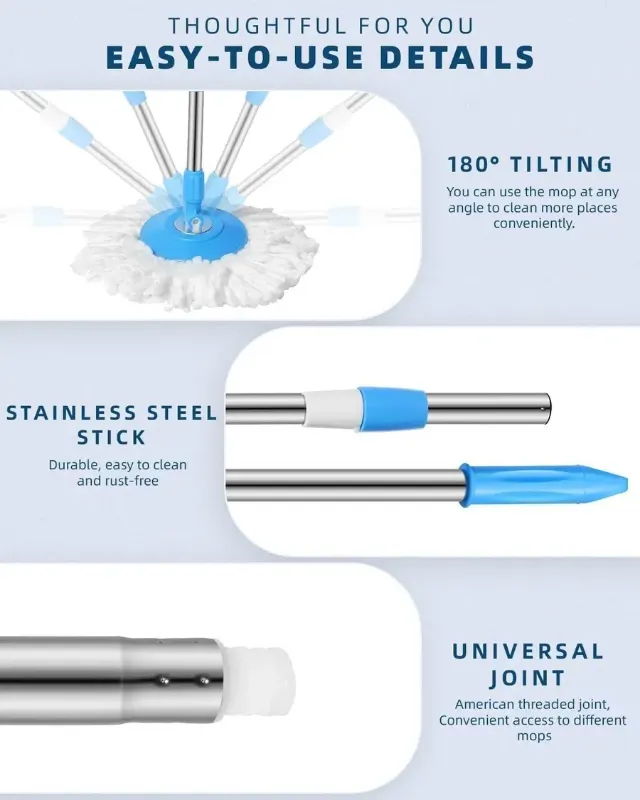 THOUGHTFUL FOR YOU
EASY-TO-USE DETAILS
180° TILTING
You can use the mop at any
angle to clean more places
conveniently.
STAINLESS STEEL
STICK
Durable, easy to clean
and rust-free
UNIVERSAL
JOINT
American threaded joint,
Convenient access to different
mops